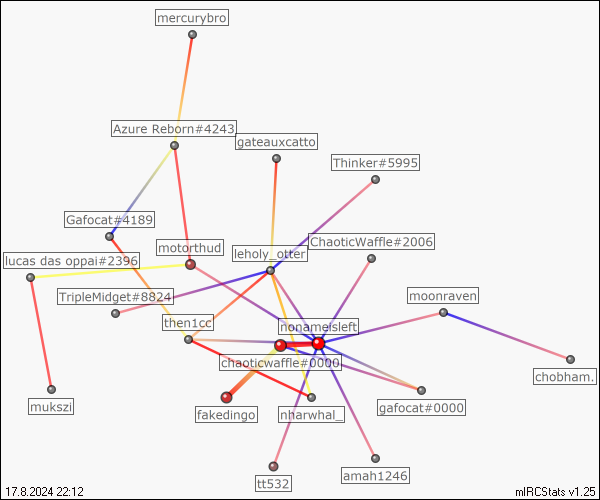 mercurybro
Azure Reborn#4243
gateauxcatto
Thinker#5995
Gafocat#4189
motorthud
leholy_otter
ChaoticWaffle#2006
lucas das oppai#2396
TripleMidget#8824
moonraven
then1cc
nonameisleft
chaoticwaffle#0000
chobham.
mukszi
fakedingo
nharwhal_
gafocat#0000
tt532
amah1246
17.8.2024 22:12
mIRCStats v1.25